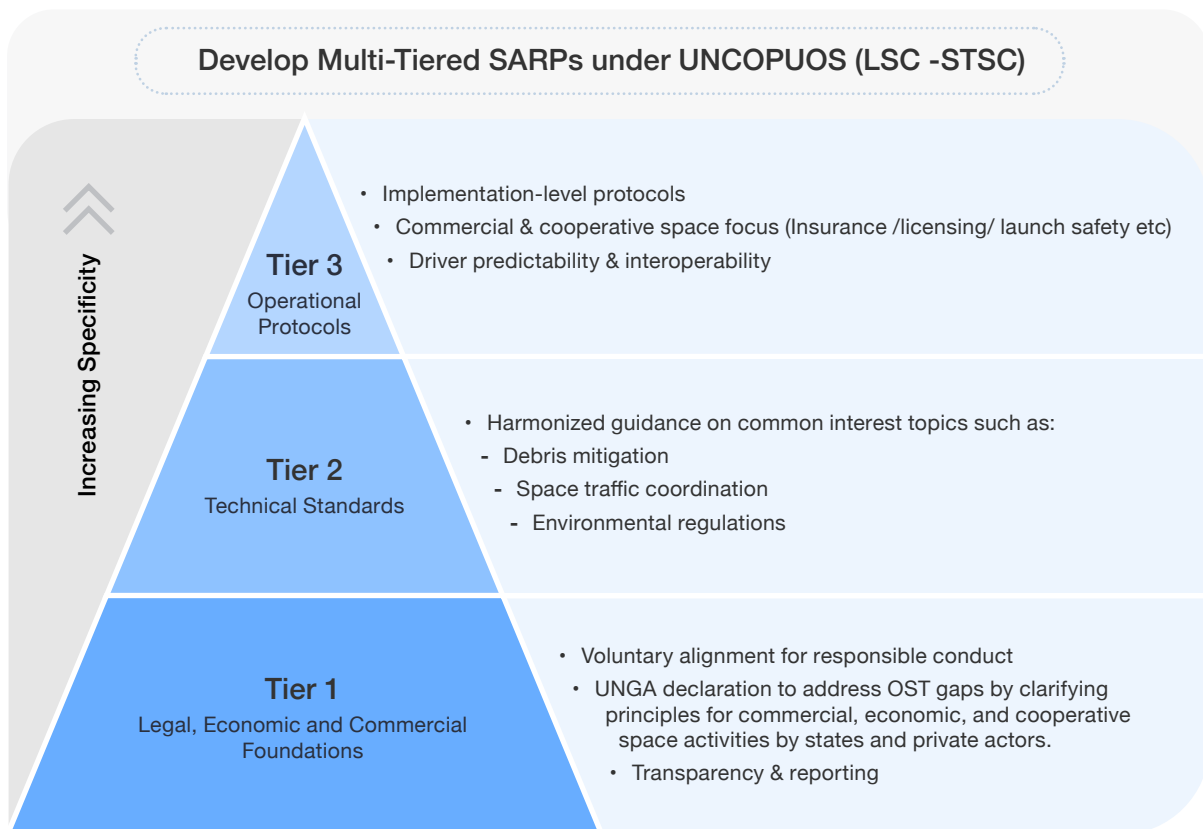 Develop Multi-Tiered SARPs under UNCOPUOS (LSC -STSC)
Increasing Specificity
Tier 3
Operational
Protocols
• Implementation-level protocols
• Commercial & cooperative space focus (Insurance /licensing/ launch safety etc)
• Driver predictability & interoperability
Tier 2
Technical Standards
• Harmonized guidance on common interest topics such as:
- Debris mitigation
- Space traffic coordination
- Environmental regulations
Tier 1
Legal, Economic and Commercial
Foundations
• Voluntary alignment for responsible conduct
• UNGA declaration to address OST gaps by clarifying
principles for commercial, economic, and cooperative
space activities by states and private actors.
• Transparency & reporting